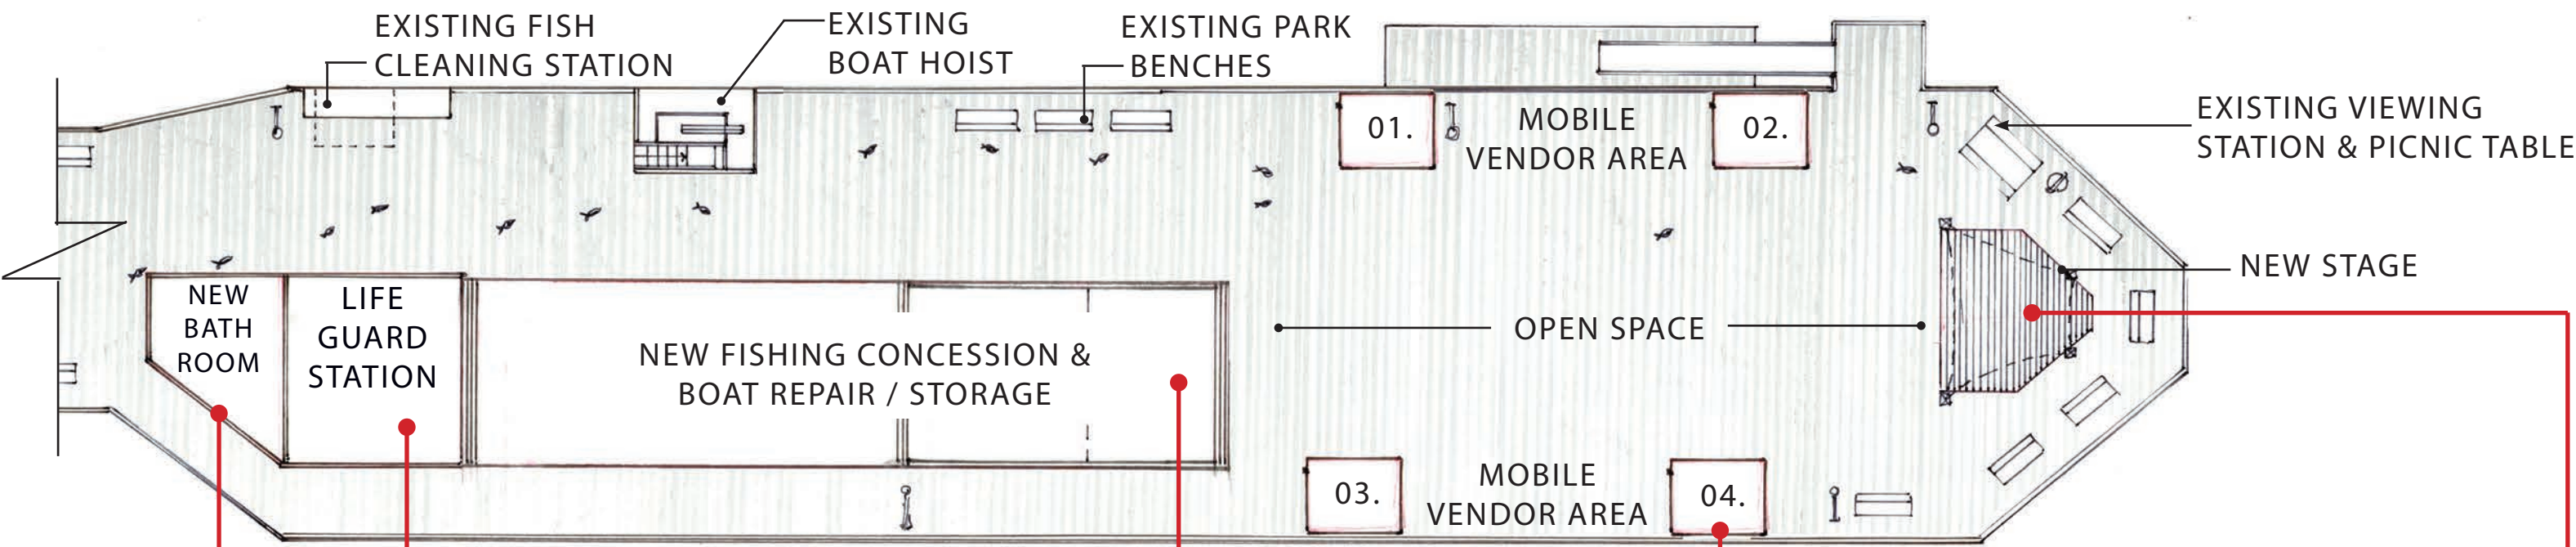 EXISTING FISH
CLEANING STATION
EXISTING
BOAT HOIST
EXISTING PARK
BENCHES
01.
MOBILE
VENDOR AREA
02.
EXISTING VIEWING
STATION & PICNIC TABLE
NEW STAGE
NEW
BATH
ROOM
LIFE
GUARD
STATION
NEW FISHING CONCESSION &
BOAT REPAIR / STORAGE
OPEN SPACE
03.
MOBILE
VENDOR AREA
04.